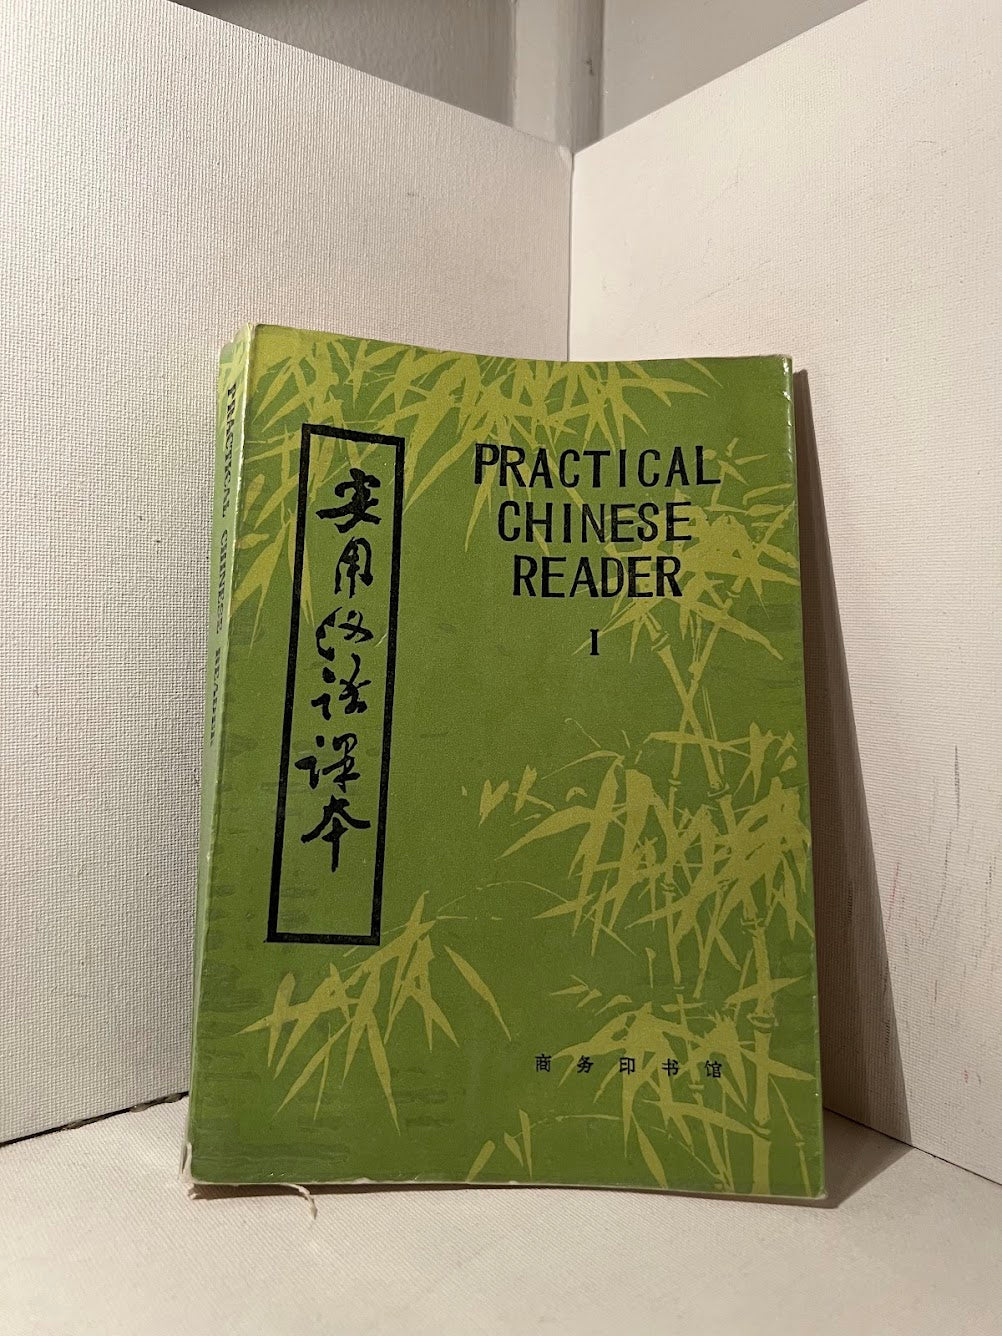 PRACTICAL CHINESE READER
实用汉语课本
PRACTICAL
CHINESE
READER
I
商务印书馆